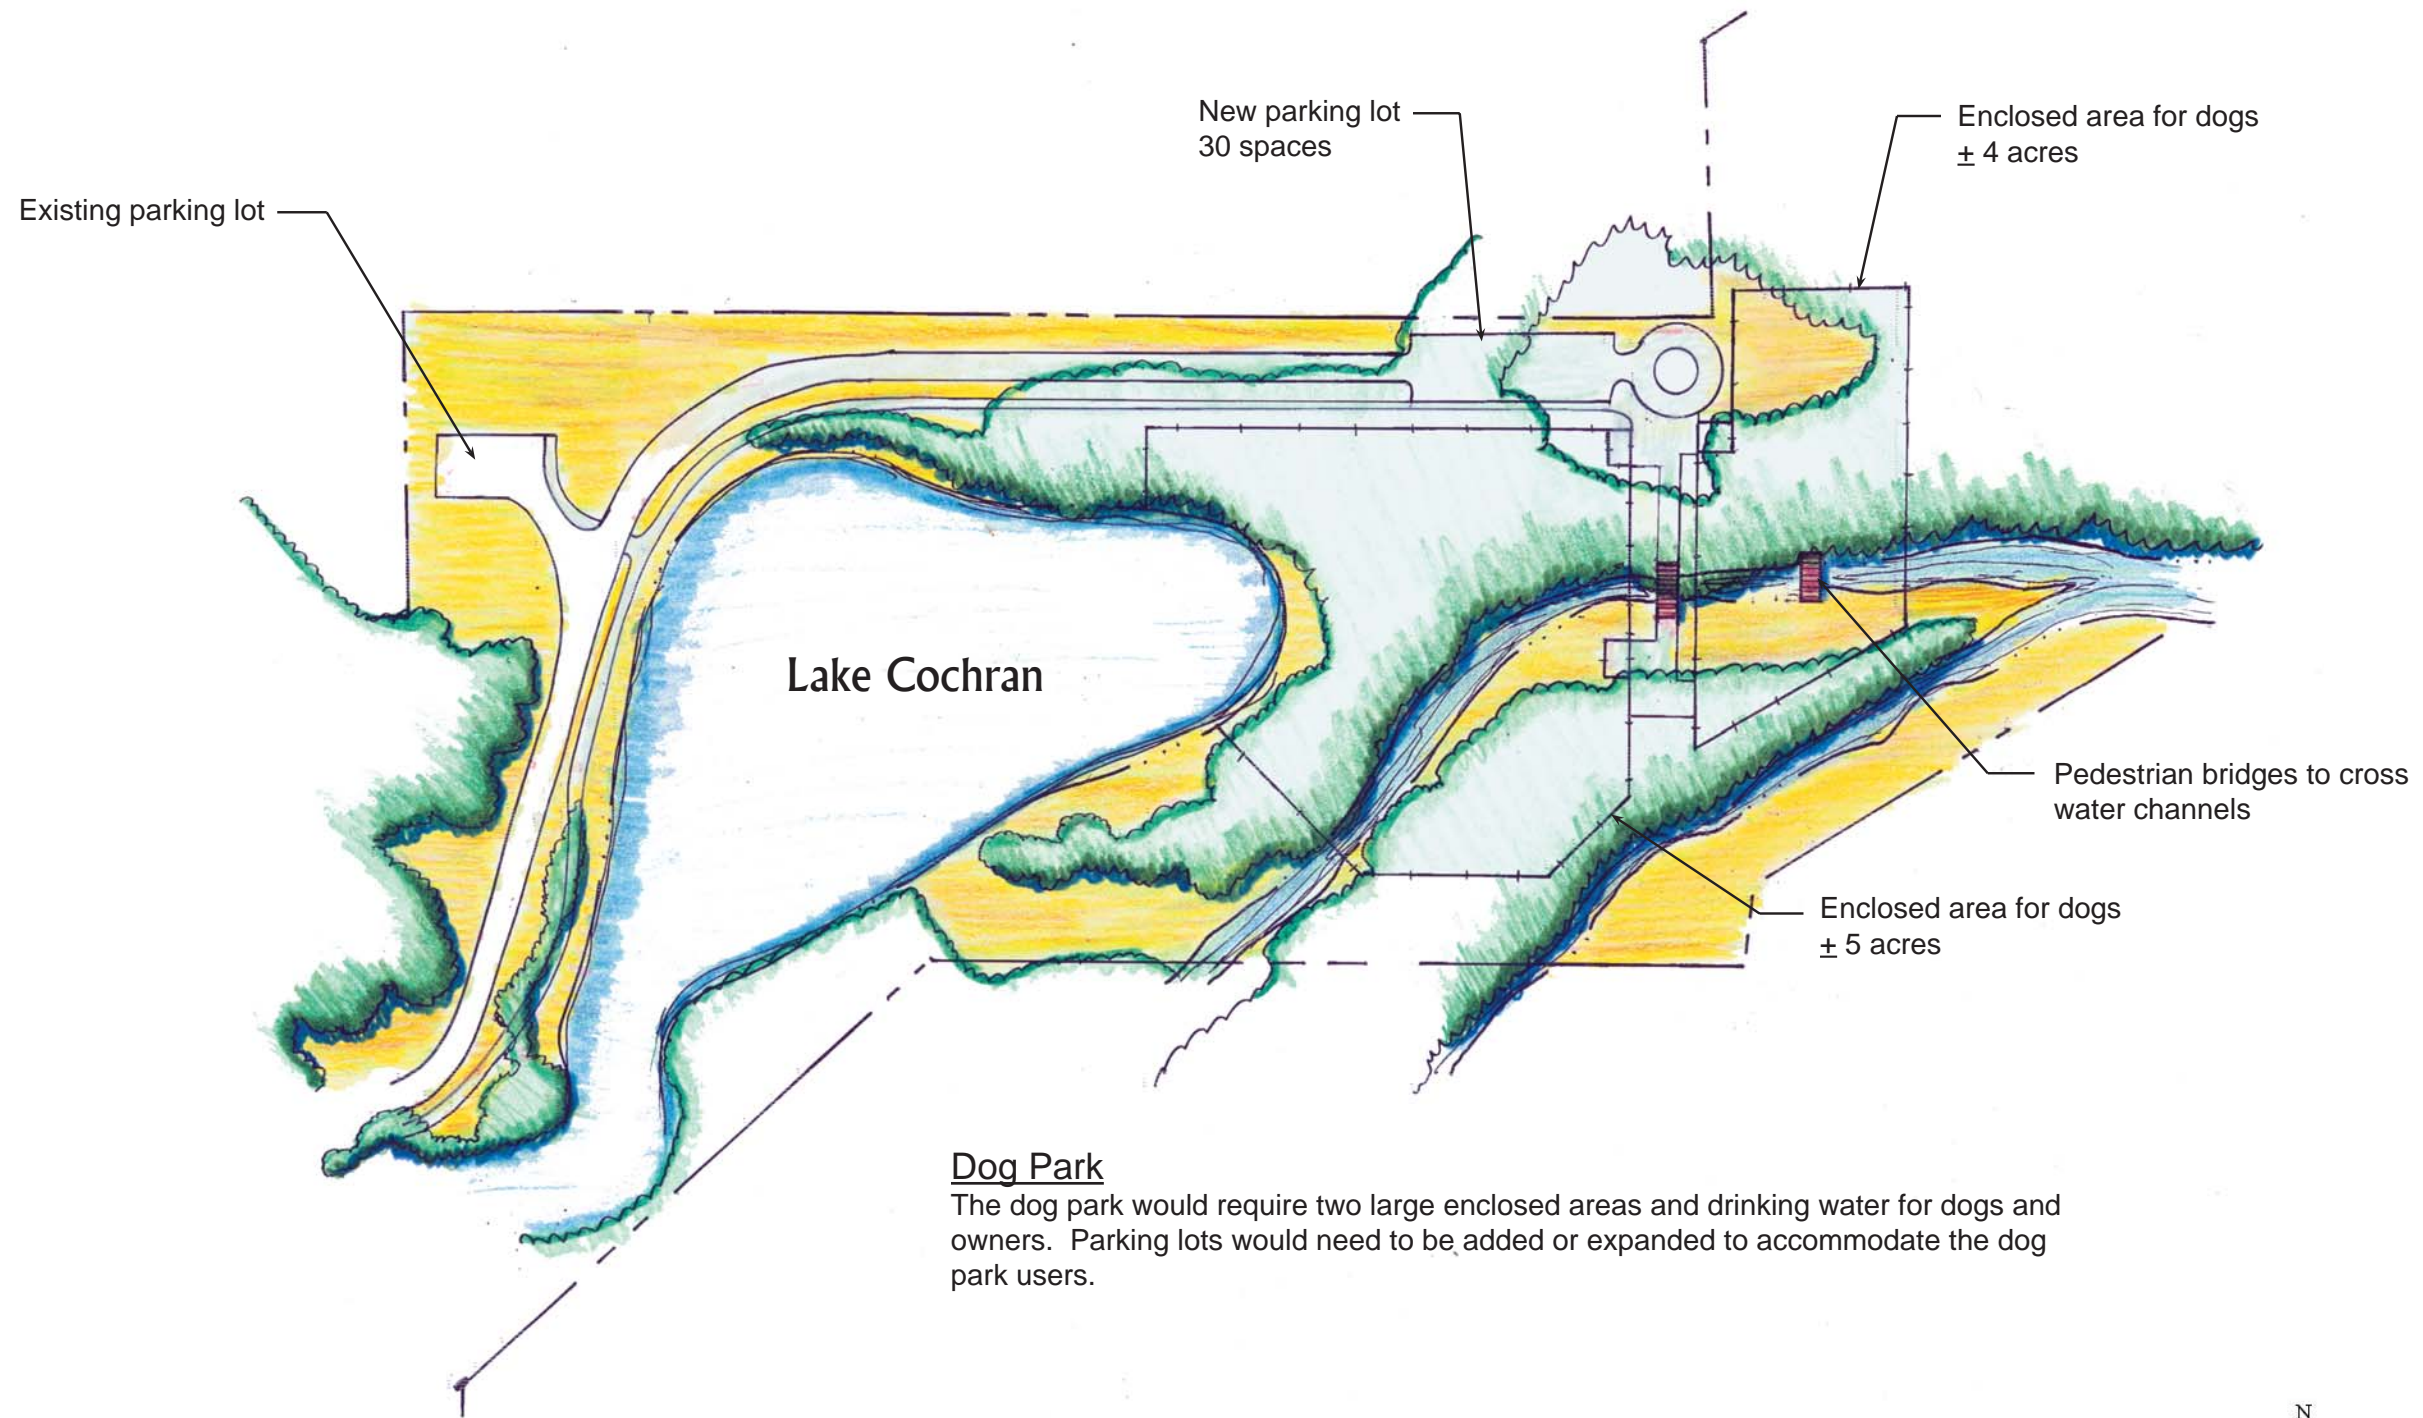 New parking lot
30 spaces
Enclosed area for dogs
± 4 acres
Existing parking lot
Lake Cochran
Pedestrian bridges to cross
water channels
Enclosed area for dogs
± 5 acres
Dog Park
The dog park would require two large enclosed areas and drinking water for dogs and
owners.  Parking lots would need to be added or expanded to accommodate the dog
park users.
N